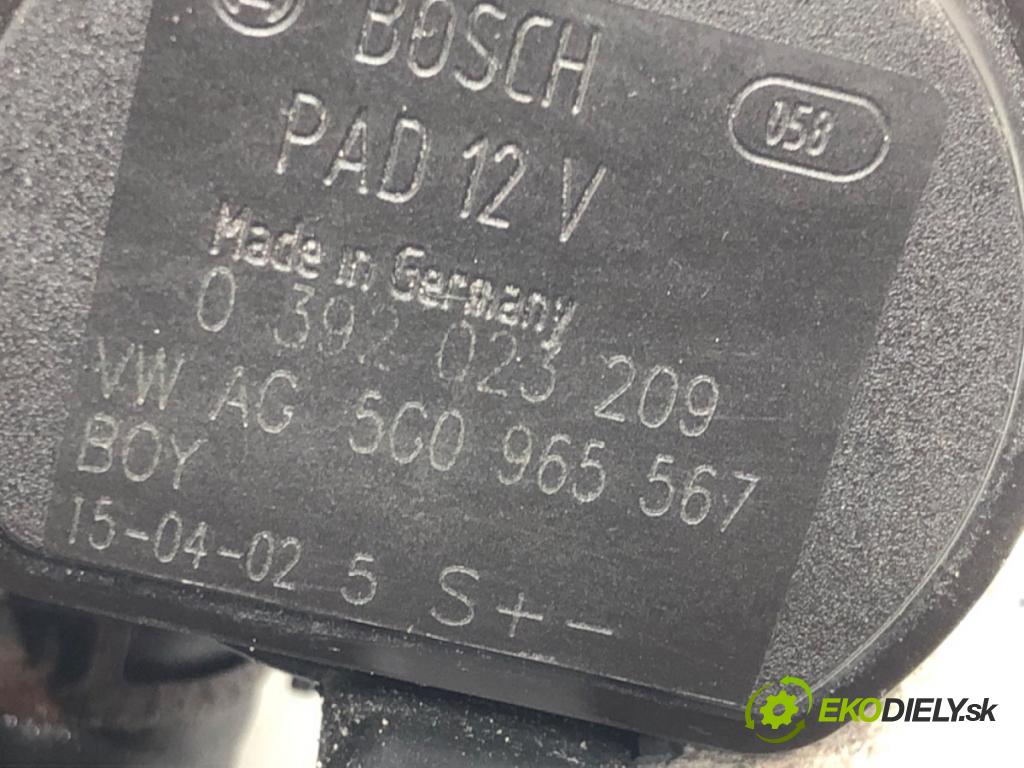 BOSCH
058
PAD 12 V
Made in Germany
0 392 023 209
VW AG 5G0 965 567
BOY
15-04-02 5 S + -
EKODIELY.sk